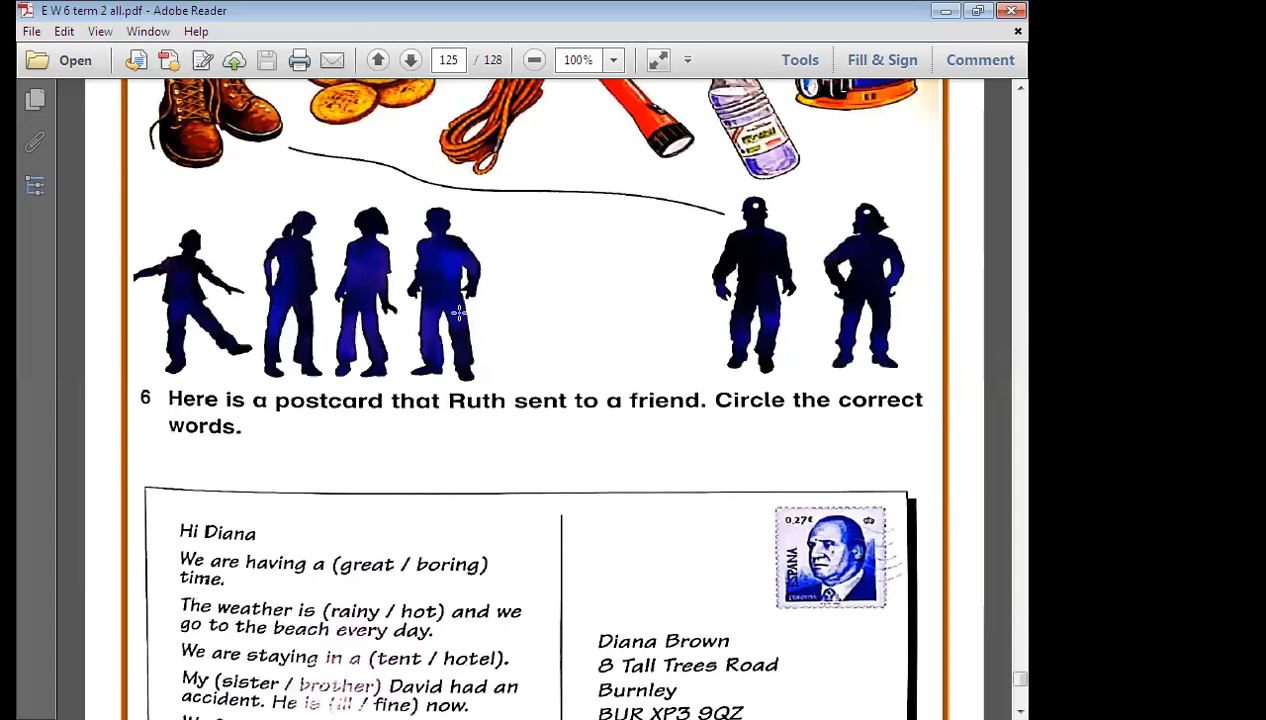 E W 6 term 2 all.pdf - Adobe Reader
File Edit View Window Help
Open 125 / 128 100% Tools Fill & Sign Comment
6 Here is a postcard that Ruth sent to a friend. Circle the correct
words.
Hi Diana
We are having a (great / boring)
time.
The weather is (rainy / hot) and we
go to the beach every day.
We are staying in a (tent / hotel).
My (sister / brother) David had an
accident. He is (ill / fine) now.
0,27€
ESPAÑA
Diana Brown
8 Tall Trees Road
Burnley
BUR XP3 9QZ